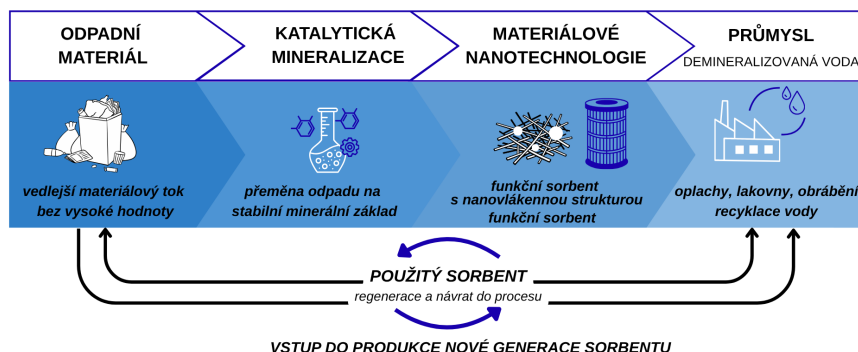 ODPADNÍ
MATERIÁL
KATALYTICKÁ
MINERALIZACE
MATERIÁLOVÉ
NANOTECHNOLOGIE
PRŮMYSL
DEMINERALIZOVANÁ VODA
vedlejší materiálový tok
bez vysoké hodnoty
přeměna odpadu na
stabilní minerální základ
funkční sorbent
s nanovlákennou strukturou
funkční sorbent
oplachy, lakovny, obrábění
recyklace vody
POUŽITÝ SORBENT
regenerace a návrat do procesu
VSTUP DO PRODUKCE NOVÉ GENERACE SORBENTU